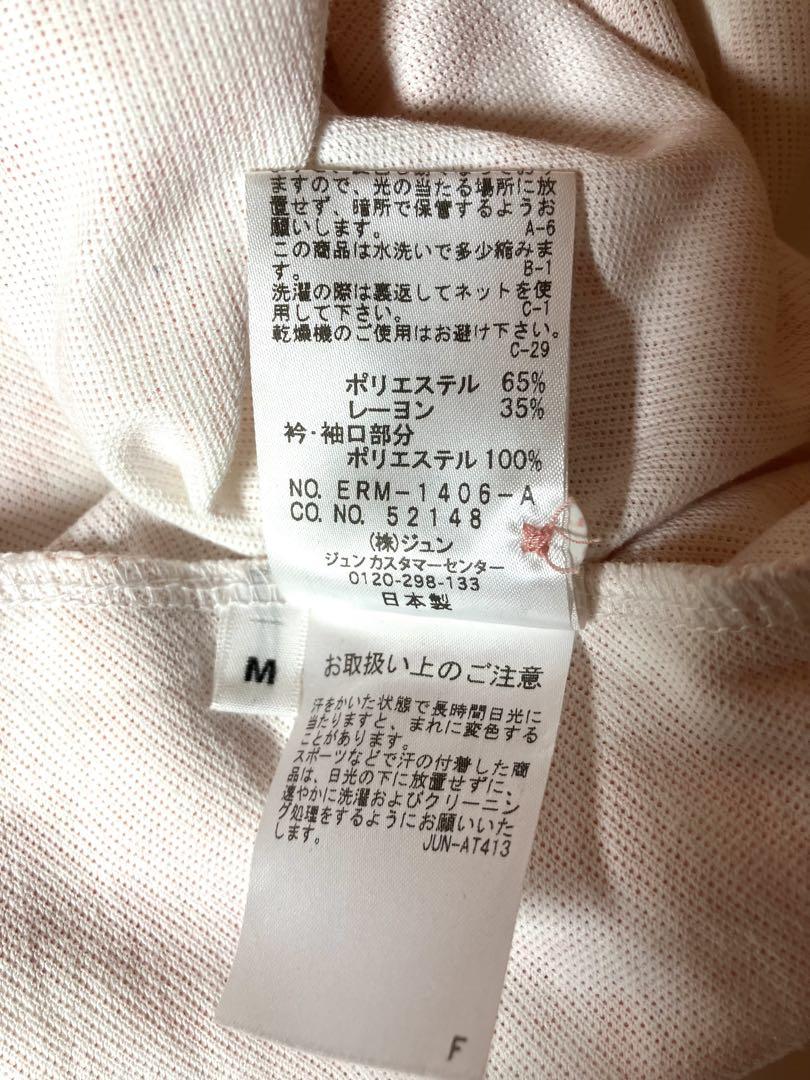 ますので、光の当たる場所に放
置せず、暗所で保管するようお
願いします。 A-6
この商品は水洗いで多少縮みま
す。 B-1
洗濯の際は裏返してネットを使
用して下さい。 C-1
乾燥機のご使用はお避け下さい。
C-29
ポリエステル 65%
レーヨン 35%
衿・袖口部分
ポリエステル 100%
NO. ERM-1406-A
CO. NO. 52148
(株)ジュン
ジュン カスタマーセンター
0120-298-133
日本製
M
お取扱い上のご注意
汗をかいた状態で長時間日光に
当たりますと、まれに変色する
ことがあります。
スポーツなどで汗の付着した商
品は、日光の下に放置せずに、
速やかに洗濯およびクリーニン
グ処理をするようにお願いいた
します。 JUN-AT413
F